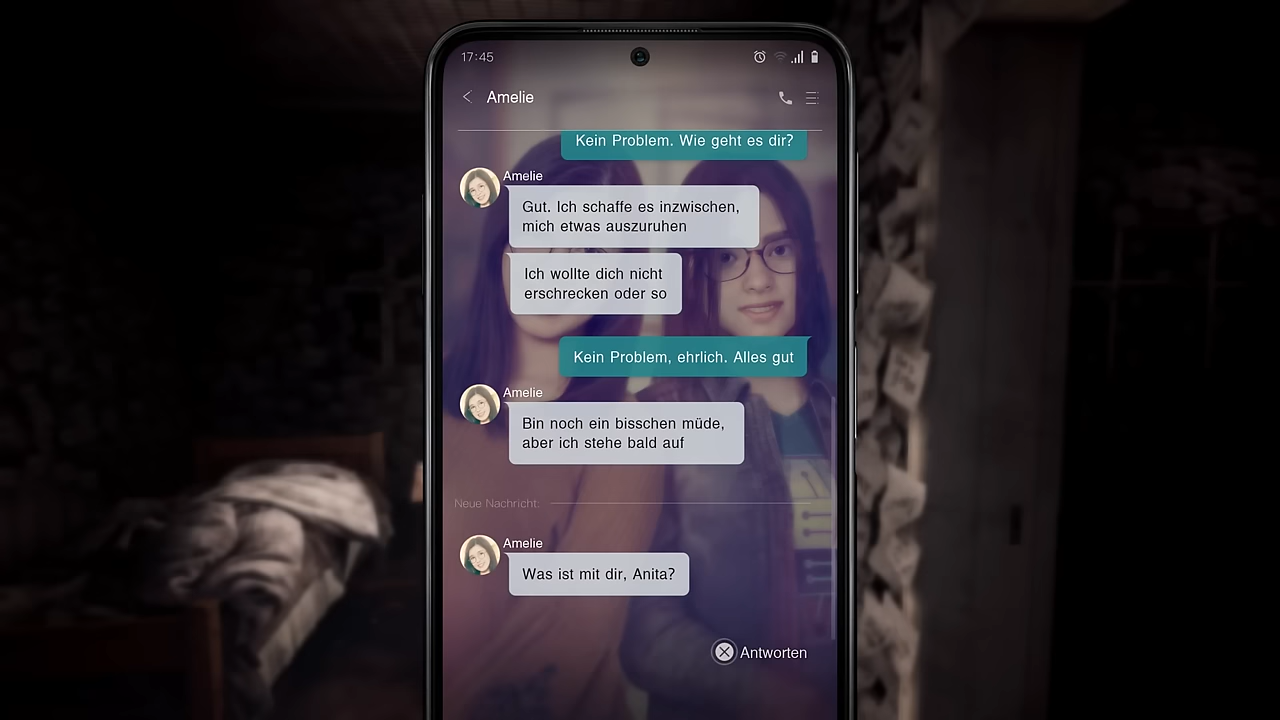 17:45
Amelie
Kein Problem. Wie geht es dir?
Amelie
Gut. Ich schaffe es inzwischen,
mich etwas auszuruhen
Ich wollte dich nicht
erschrecken oder so
Kein Problem, ehrlich. Alles gut
Amelie
Bin noch ein bisschen müde,
aber ich stehe bald auf
Neue Nachricht:
Amelie
Was ist mit dir, Anita?
Antworten